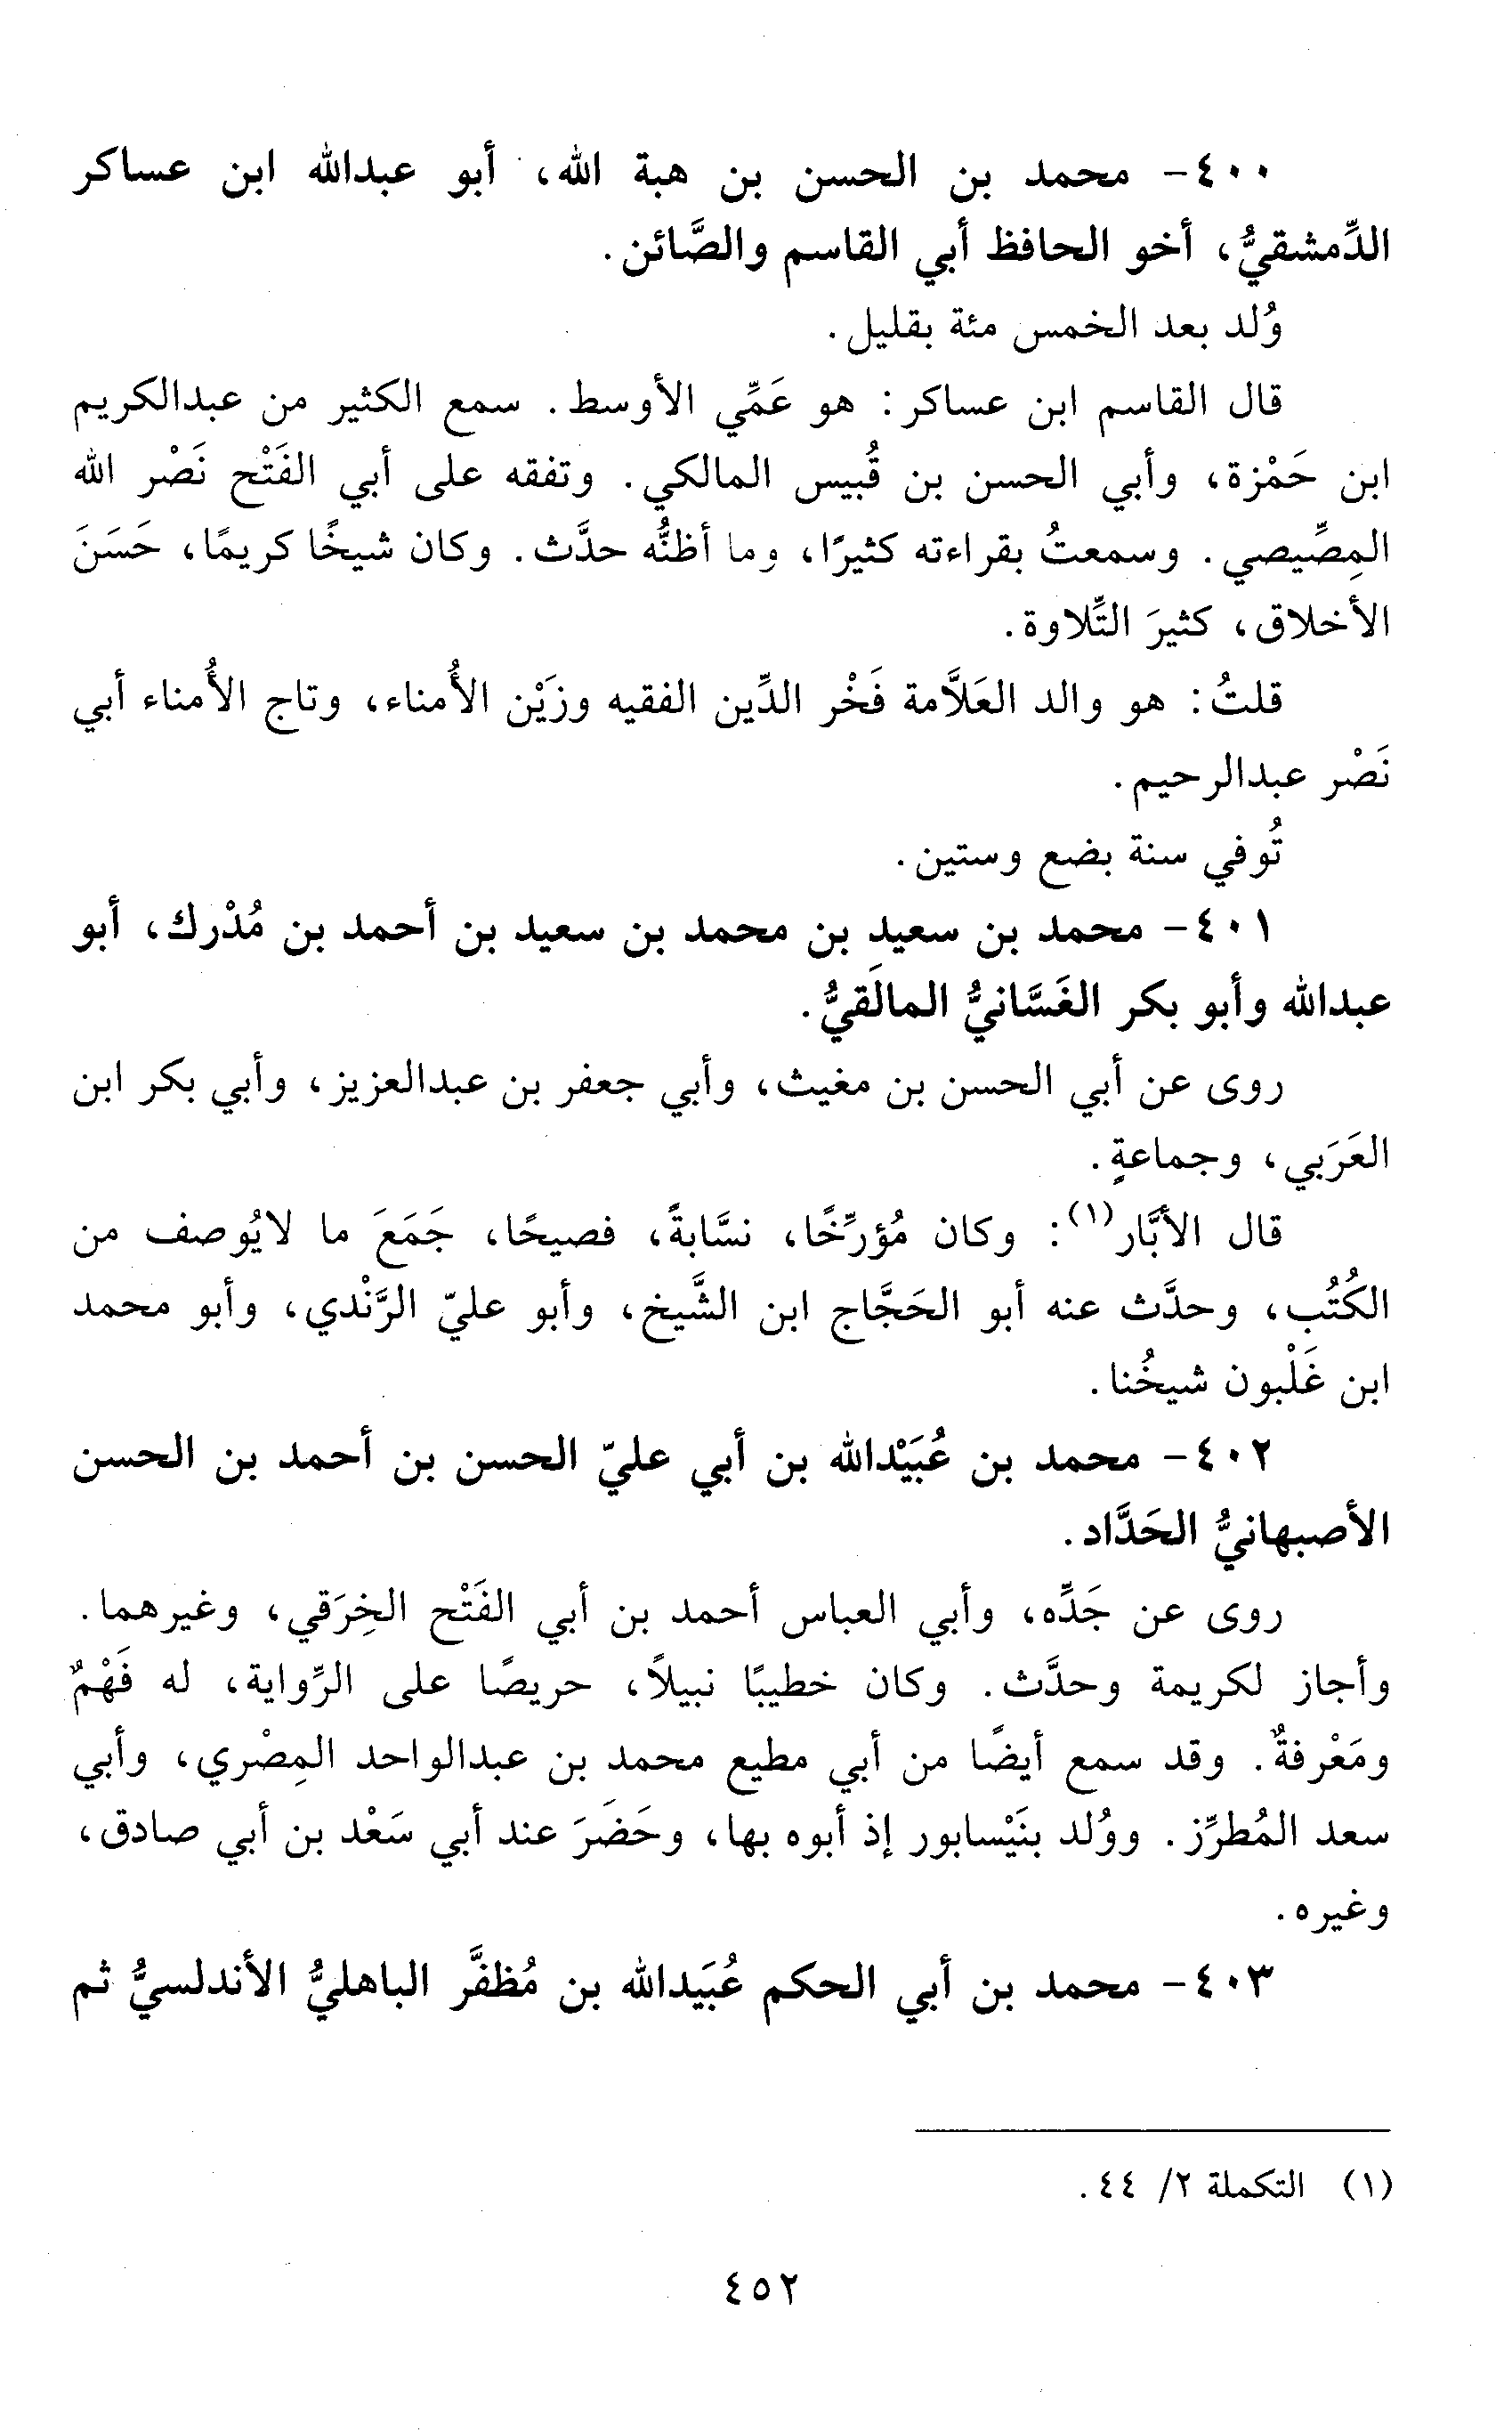 ٤٠٠- محمد بن الحسن بن هبة الله، أبو عبدالله ابن عساكر
الدِّمشقيُّ، أخو الحافظ أبي القاسم والصَّائن.
وُلد بعد الخمس مئة بقليل.
قال القاسم ابن عساكر: هو عَمِّي الأوسط. سمع الكثير من عبدالكريم
ابن حَمْزة، وأبي الحسن بن قُبيس المالكي. وتفقه على أبي الفَتْح نَصْر الله
المِصِّيصي. وسمعتُ بقراءته كثيرًا، وما أظنُّه حدَّث. وكان شيخًا كريمًا، حَسَنَ
الأخلاق، كثيرَ التِّلاوة.
قلتُ: هو والد العَلاَّمة فَخْر الدِّين الفقيه وزَيْن الأُمناء، وتاج الأُمناء أبي
نَصْر عبدالرحيم.
تُوفي سنة بضع وستين.
٤٠١- محمد بن سعيد بن محمد بن سعيد بن أحمد بن مُدْرك، أبو
عبدالله وأبو بكر الغَسَّانيُّ المالَقيُّ.
روى عن أبي الحسن بن مغيث، وأبي جعفر بن عبدالعزيز، وأبي بكر ابن
العَرَبي، وجماعةٍ.
قال الأبَّار(١): وكان مُؤرِّخًا، نسَّابةً، فصيحًا، جَمَعَ ما لايُوصف من
الكُتُب، وحدَّث عنه أبو الحَجَّاج ابن الشَّيخ، وأبو عليّ الرَّنْدي، وأبو محمد
ابن غَلْبون شيخُنا.
٤٠٢- محمد بن عُبَيْدالله بن أبي عليّ الحسن بن أحمد بن الحسن
الأصبهانيُّ الحَدَّاد.
روى عن جَدِّه، وأبي العباس أحمد بن أبي الفَتْح الخِرَقي، وغيرهما.
وأجاز لكريمة وحدَّث. وكان خطيبًا نبيلاً، حريصًا على الرِّواية، له فَهْمٌ
ومَعْرفةٌ. وقد سمع أيضًا من أبي مطيع محمد بن عبدالواحد المِصْري، وأبي
سعد المُطرِّز. ووُلد بنَيْسابور إذ أبوه بها، وحَضَرَ عند أبي سَعْد بن أبي صادق،
وغيره.
٤٠٣- محمد بن أبي الحكم عُبَيدالله بن مُظفَّر الباهليُّ الأندلسيُّ ثم
(١) التكملة ٢/ ٤٤.
٤٥٢